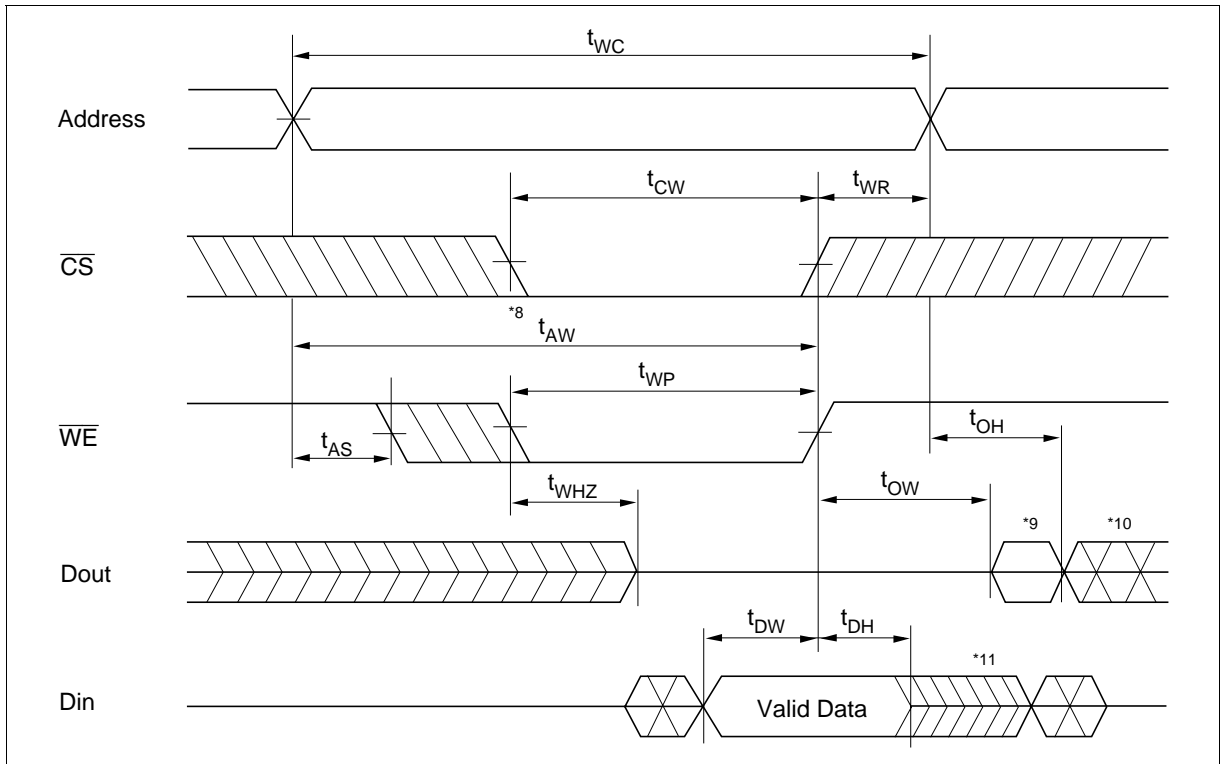 tWC
Address
tCW
tWR
CS
*8
tAW
tWP
WE
tAS
tOH
tWHZ
tOW
*9
*10
Dout
tDW
tDH
*11
Din
Valid Data